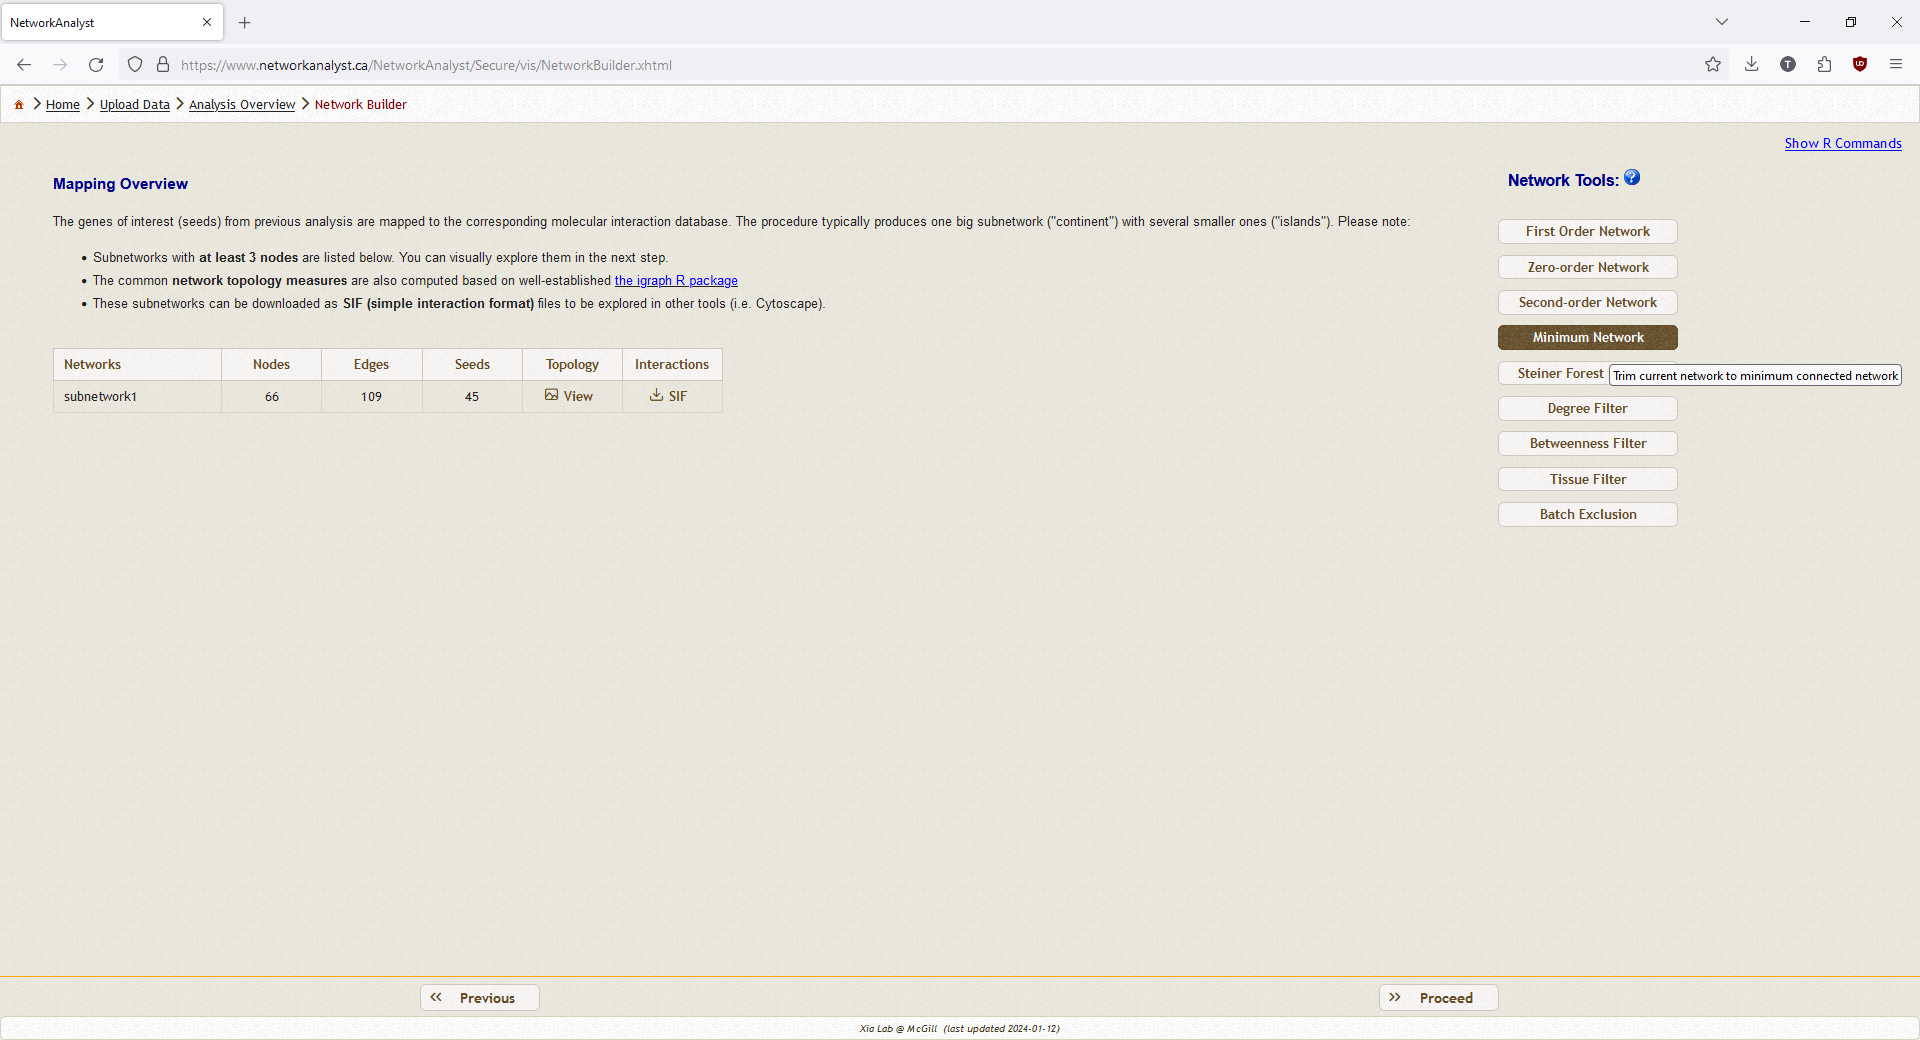 NetworkAnalyst
https://www.networkanalyst.ca/NetworkAnalyst/Secure/vis/NetworkBuilder.xhtml
T
UD
Home Upload Data Analysis Overview Network Builder
Show R Commands
Mapping Overview
The genes of interest (seeds) from previous analysis are mapped to the corresponding molecular interaction database. The procedure typically produces one big subnetwork ("continent") with several smaller ones ("islands"). Please note:
• Subnetworks with at least 3 nodes are listed below. You can visually explore them in the next step.
• The common network topology measures are also computed based on well-established the igraph R package
• These subnetworks can be downloaded as SIF (simple interaction format) files to be explored in other tools (i.e. Cytoscape).
Networks Nodes Edges Seeds Topology Interactions
subnetwork1 66 109 45 View SIF
Network Tools: ?
First Order Network
Zero-order Network
Second-order Network
Minimum Network
Steiner Forest
Trim current network to minimum connected network
Degree Filter
Betweenness Filter
Tissue Filter
Batch Exclusion
Previous
Proceed
Xia Lab @ McGill (last updated 2024-01-12)